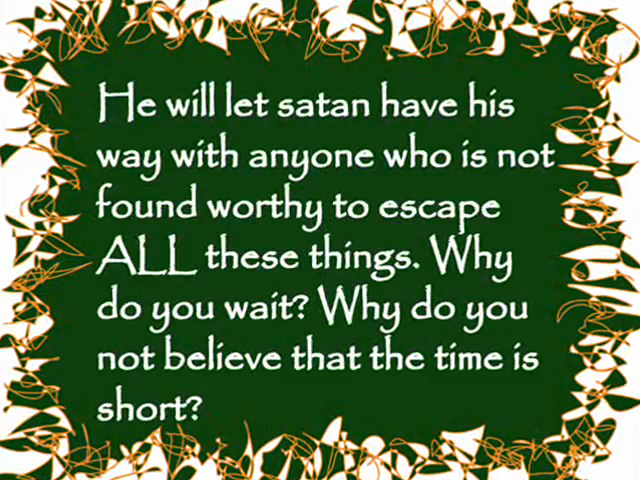 He will let satan have his
way with anyone who is not
found worthy to escape
ALL these things. Why
do you wait? Why do you
not believe that the time is
short?